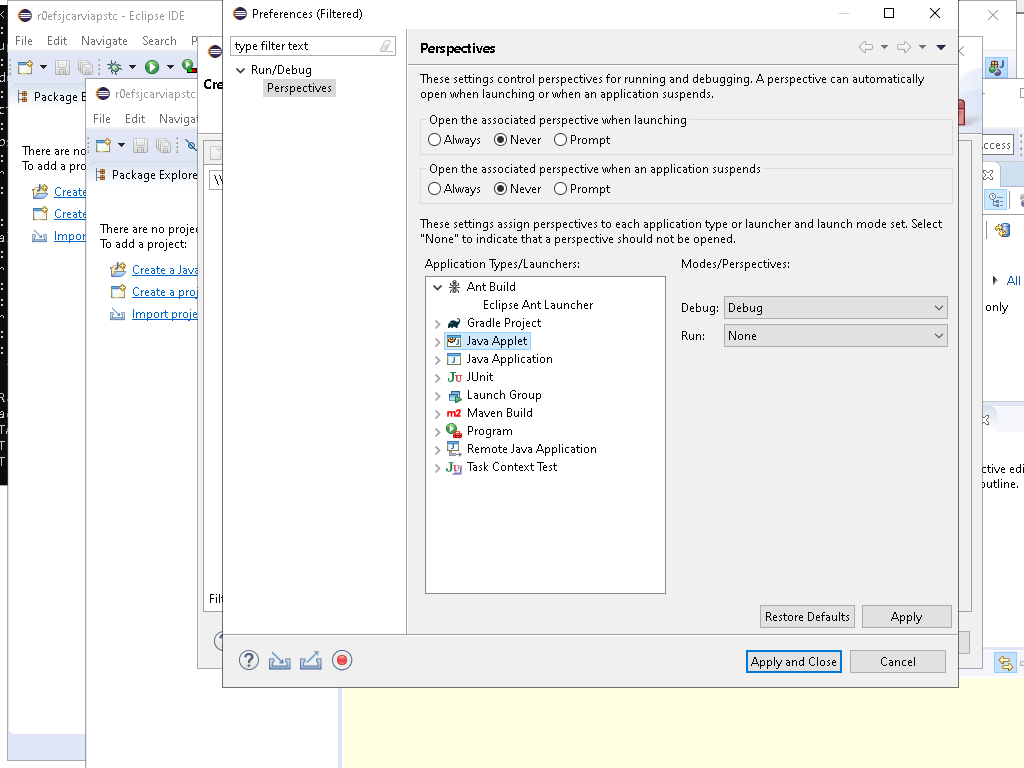 r0efsjcarviapstc - Eclipse IDE
File Edit Navigate Search
Package E
There are no
To add a pro
Create
Create
Impor
r0efsjcarviapstc
File Edit Navigat
Package Explore
There are no proje
To add a project:
Create a Java
Create a proj
Import proje
Cre
\\
Filt
Preferences (Filtered)
type filter text
Run/Debug
Perspectives
Perspectives
These settings control perspectives for running and debugging. A perspective can automatically
open when launching or when an application suspends.
Open the associated perspective when launching
Always Never Prompt
Open the associated perspective when an application suspends
Always Never Prompt
These settings assign perspectives to each application type or launcher and launch mode set. Select
"None" to indicate that a perspective should not be opened.
Application Types/Launchers:
Modes/Perspectives:
Ant Build
Eclipse Ant Launcher
Gradle Project
Java Applet
Java Application
JUnit
Launch Group
Maven Build
Program
Remote Java Application
Task Context Test
Debug: Debug
Run: None
Restore Defaults Apply
Apply and Close Cancel
ccess
All
only
ctive edi
outline.